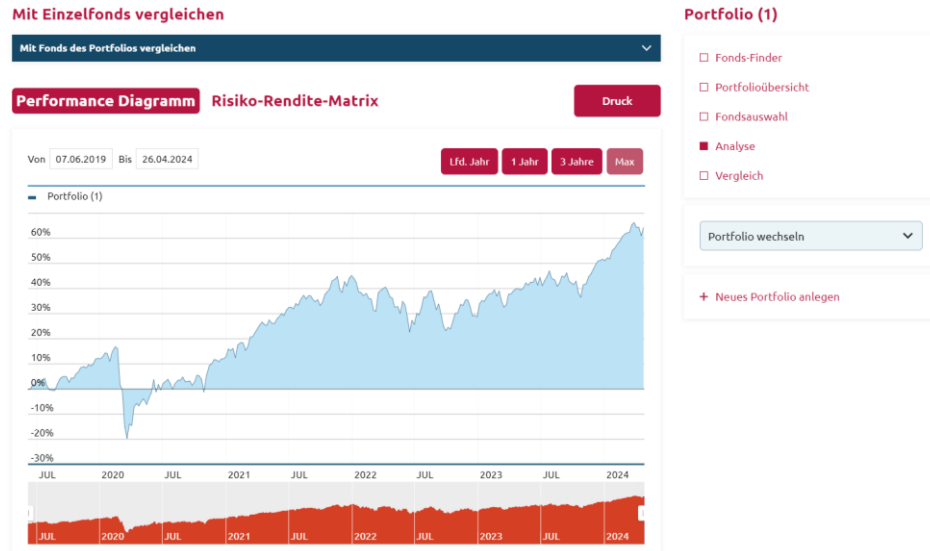 Mit Einzelfonds vergleichen
Mit Fonds des Portfolios vergleichen
Performance Diagramm Risiko-Rendite-Matrix
Druck
Von 07.06.2019 Bis 26.04.2024
Lfd. Jahr 1 Jahr 3 Jahre Max
Portfolio (1)
60%
50%
40%
30%
20%
10%
0%
-10%
-20%
-30%
JUL 2020 JUL 2021 JUL 2022 JUL 2023 JUL 2024
JUL 2020 JUL 2021 JUL 2022 JUL 2023 JUL 2024
Portfolio (1)
Fonds-Finder
Portfolioübersicht
Fondsauswahl
Analyse
Vergleich
Portfolio wechseln
+ Neues Portfolio anlegen